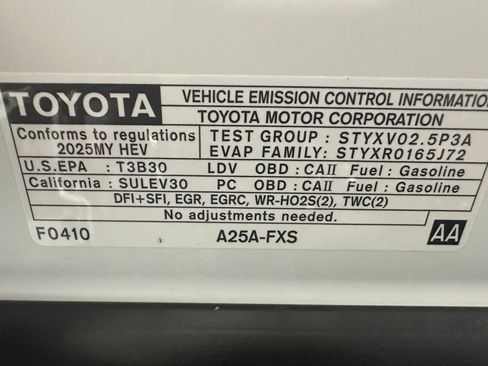 TOYOTA VEHICLE EMISSION CONTROL INFORMATION
TOYOTA MOTOR CORPORATION
Conforms to regulations
2025MY HEV
TEST GROUP : STYXV02.5P3A
EVAP FAMILY: STYXR0165J72
U.S.EPA : T3B30 LDV OBD : CAII Fuel : Gasoline
California : SULEV30 PC OBD : CAII Fuel : Gasoline
DFI+SFI, EGR, EGRC, WR-HO2S(2), TWC(2)
No adjustments needed.
F0410 A25A-FXS AA